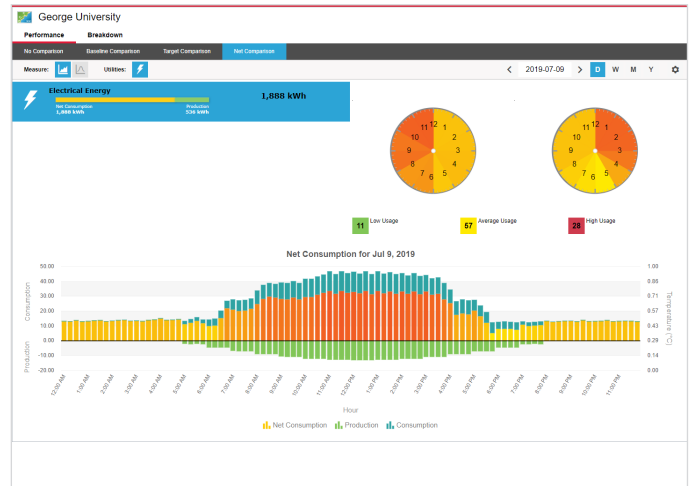 George University
Performance Breakdown
No Comparison Baseline Comparison Target Comparison Net Comparison
Measure: Utilities: 2019-07-09 D W M Y
Electrical Energy
1,888 kWh
Net Consumption Production
1,888 kWh 536 kWh
12 1 2 3 4 5 6 7 8 9 10 11
12 1 2 3 4 5 6 7 8 9 10 11
11 Low Usage 57 Average Usage 28 High Usage
Net Consumption for Jul 9, 2019
50.00 1.00
40.00 0.86
30.00 0.71
20.00 0.57
10.00 0.43
0.00 0.29
-10.00 0.14
-20.00 0.00
Consumption
Production
Temperature (°C)
12:00 AM 1:00 AM 2:00 AM 3:00 AM 4:00 AM 5:00 AM 6:00 AM 7:00 AM 8:00 AM 9:00 AM 10:00 AM 11:00 AM 12:00 PM 1:00 PM 2:00 PM 3:00 PM 4:00 PM 5:00 PM 6:00 PM 7:00 PM 8:00 PM 9:00 PM 10:00 PM 11:00 PM
Hour
Net Consumption Production Consumption